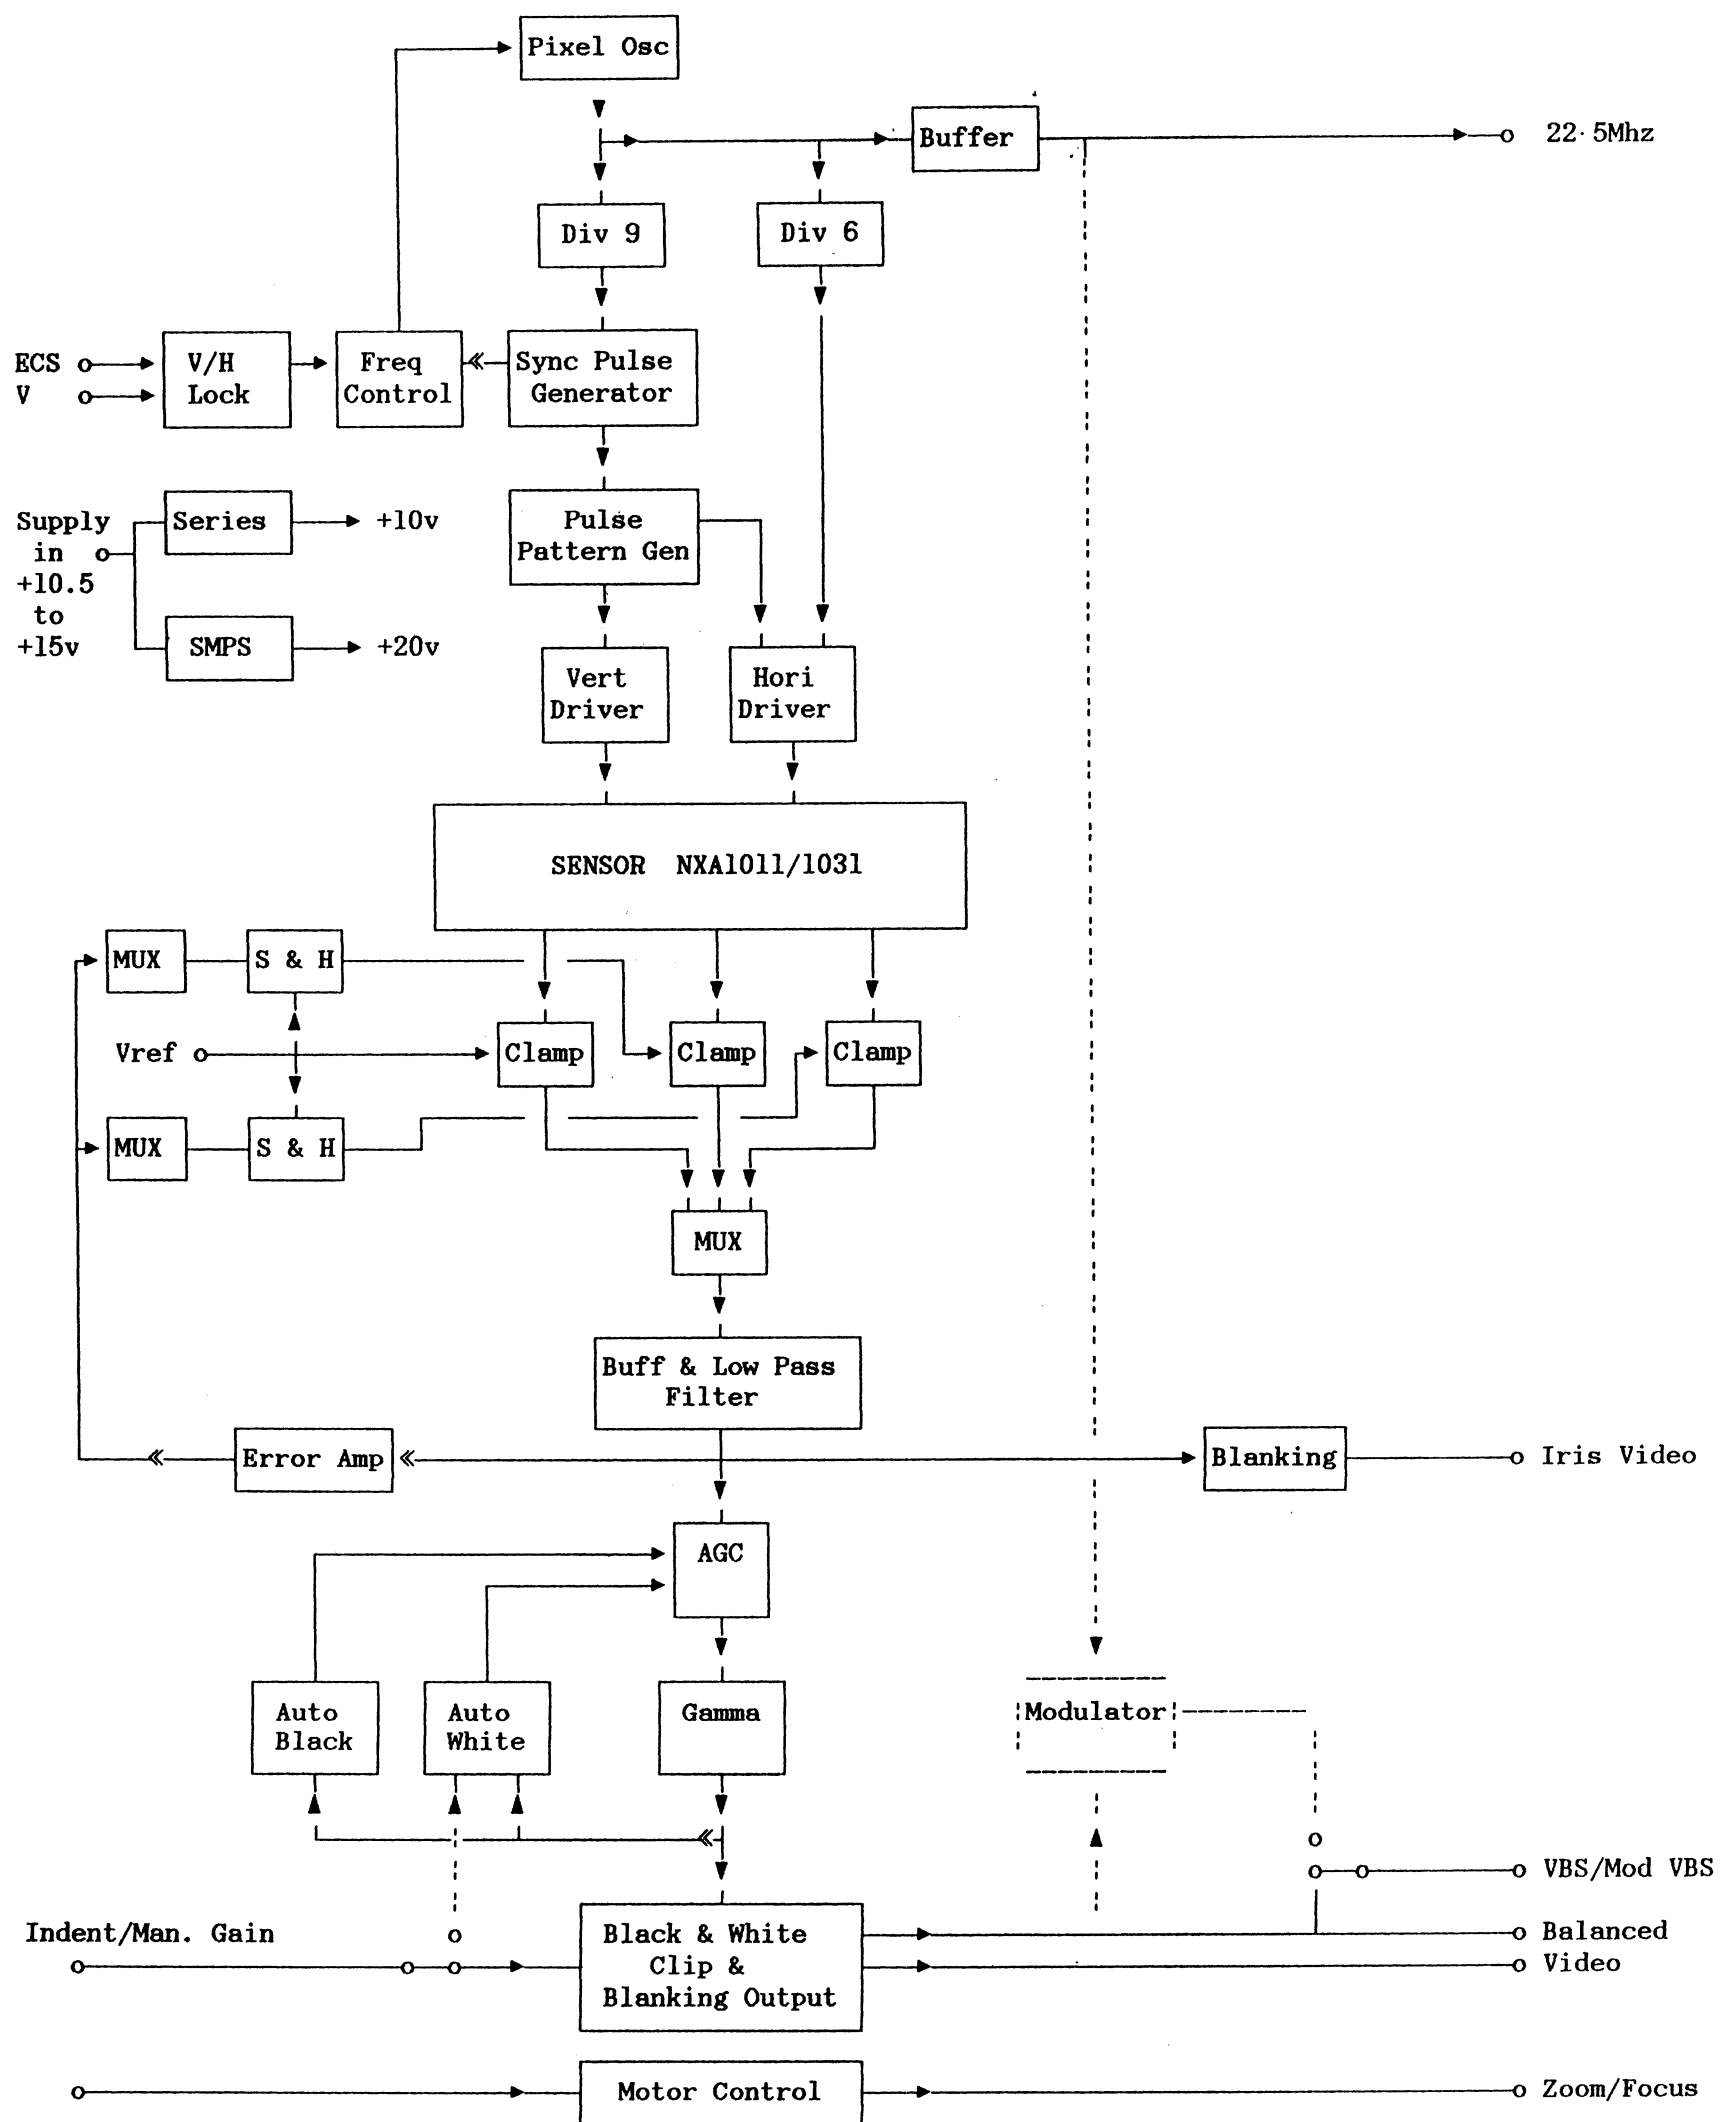 Pixel Osc
Buffer
22·5Mhz
Div 9
Div 6
ECS
V
V/H
Lock
Freq
Control
Sync Pulse
Generator
Supply
in
+10.5
to
+15v
Series
+10v
SMPS
+20v
Pulse
Pattern Gen
Vert
Driver
Hori
Driver
SENSOR NXA1011/1031
MUX
S & H
Vref
Clamp
Clamp
Clamp
MUX
S & H
MUX
Buff & Low Pass
Filter
Error Amp
Blanking
Iris Video
AGC
Auto
Black
Auto
White
Gamma
Modulator
VBS/Mod VBS
Indent/Man. Gain
Black & White
Clip &
Blanking Output
Balanced
Video
Motor Control
Zoom/Focus